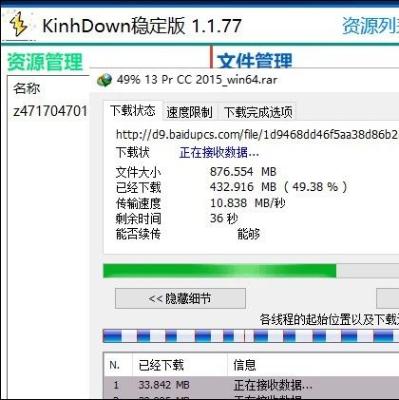 KinhDown稳定版 1.1.77
资源列
资源管理
文件管理
名称
z471704701
49% 13 Pr CC 2015_win64.rar
下载状态 速度限制 下载完成选项
http://d9.baidupcs.com/file/1d9468dd46f5aa38d86b2
下载状 正在接收数据...
文件大小 876.554 MB
已经下载 432.916 MB ( 49.38 % )
传输速度 10.838 MB/秒
剩余时间 36 秒
能否续传 能够
<< 隐藏细节
各线程的起始位置以及下载
N. 已经下载 信息
1 33.842 MB 正在接收数据...